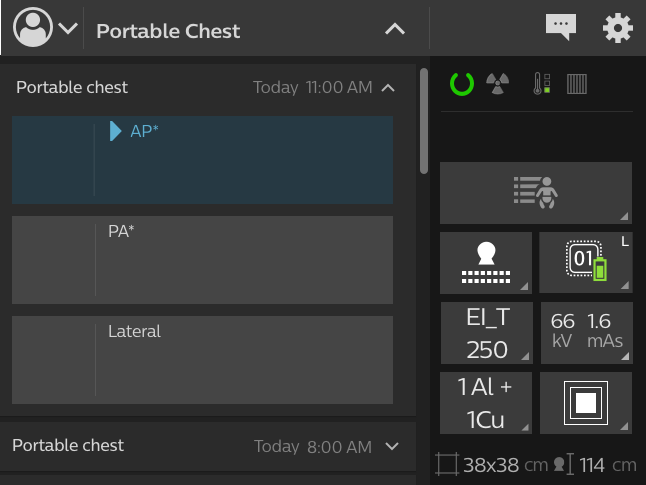 Portable Chest
Portable chest Today 11:00 AM
AP*
PA*
Lateral
Portable chest Today 8:00 AM
01 L
EI_T
250
66 1.6
kV mAs
1 Al +
1Cu
38x38 cm 114 cm